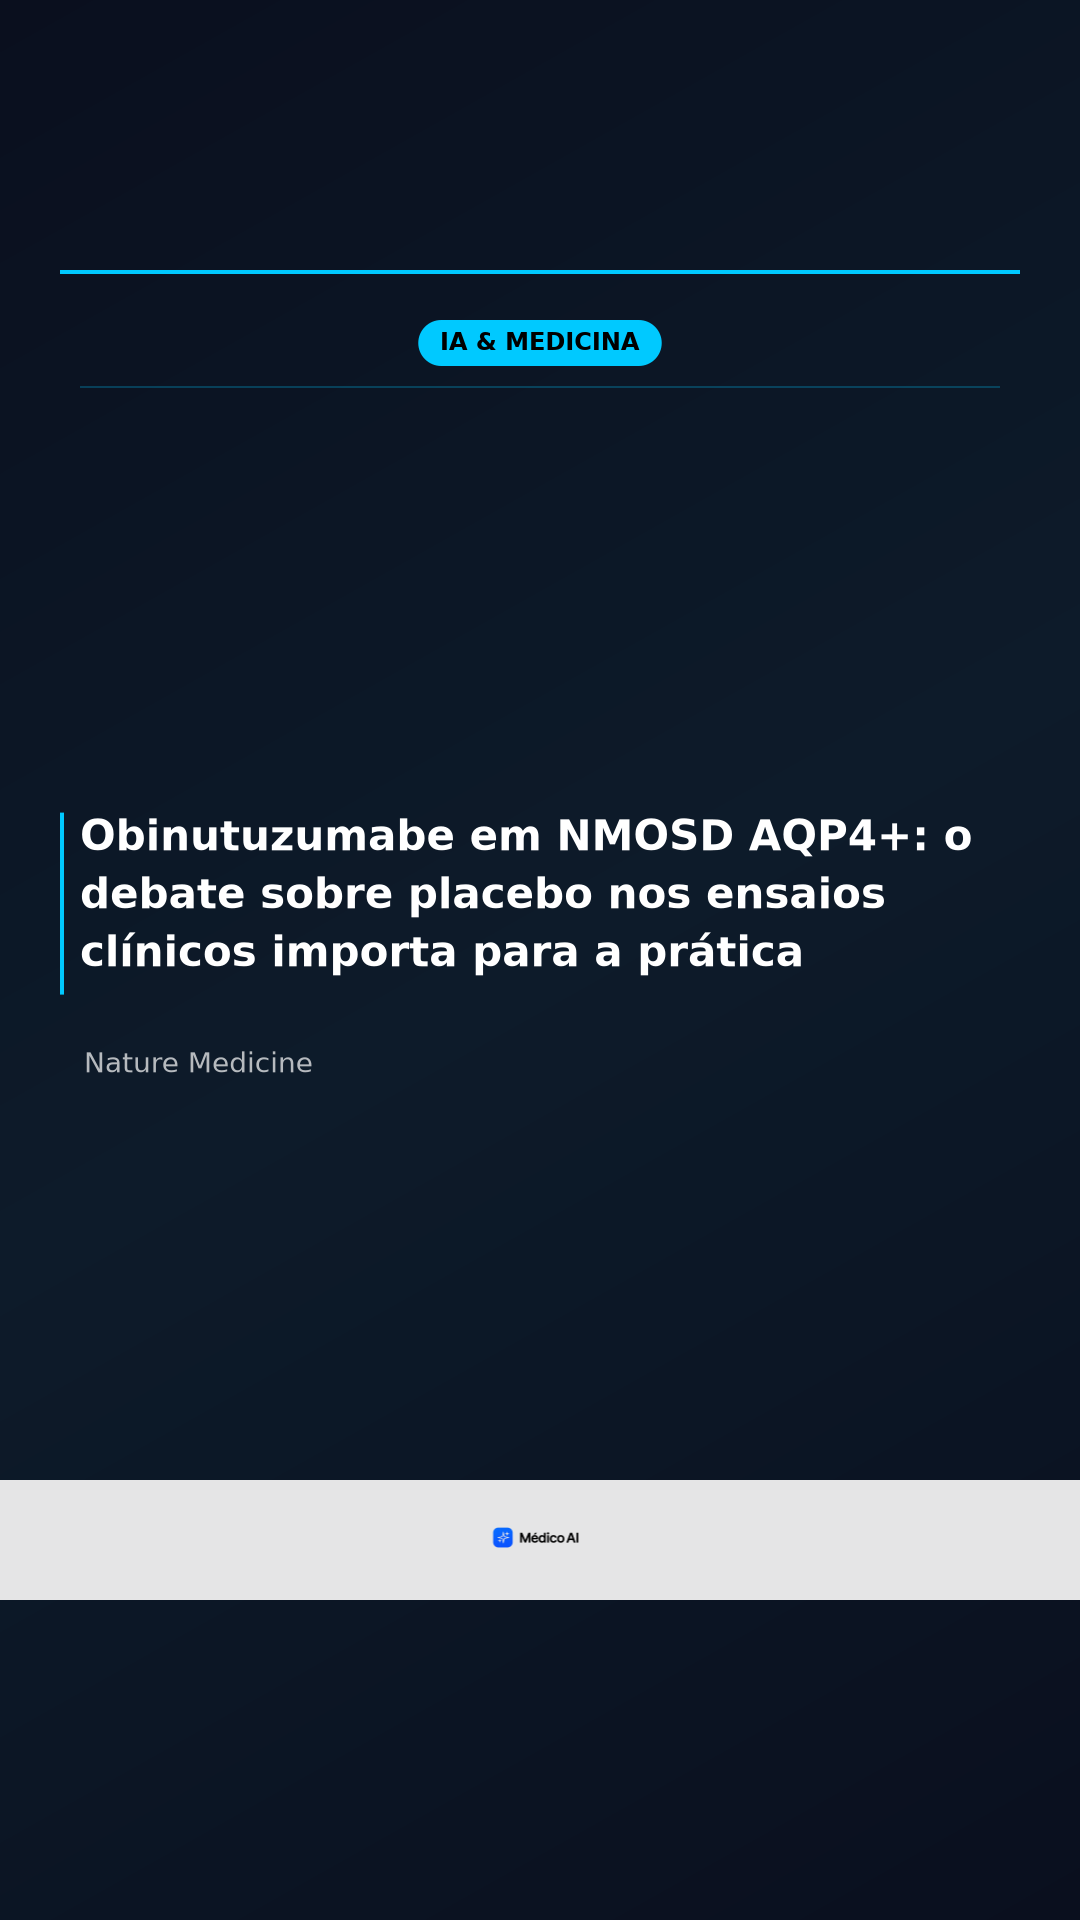 IA & MEDICINA
Obinutuzumabe em NMOSD AQP4+: o
debate sobre placebo nos ensaios
clínicos importa para a prática
Nature Medicine
Médico AI